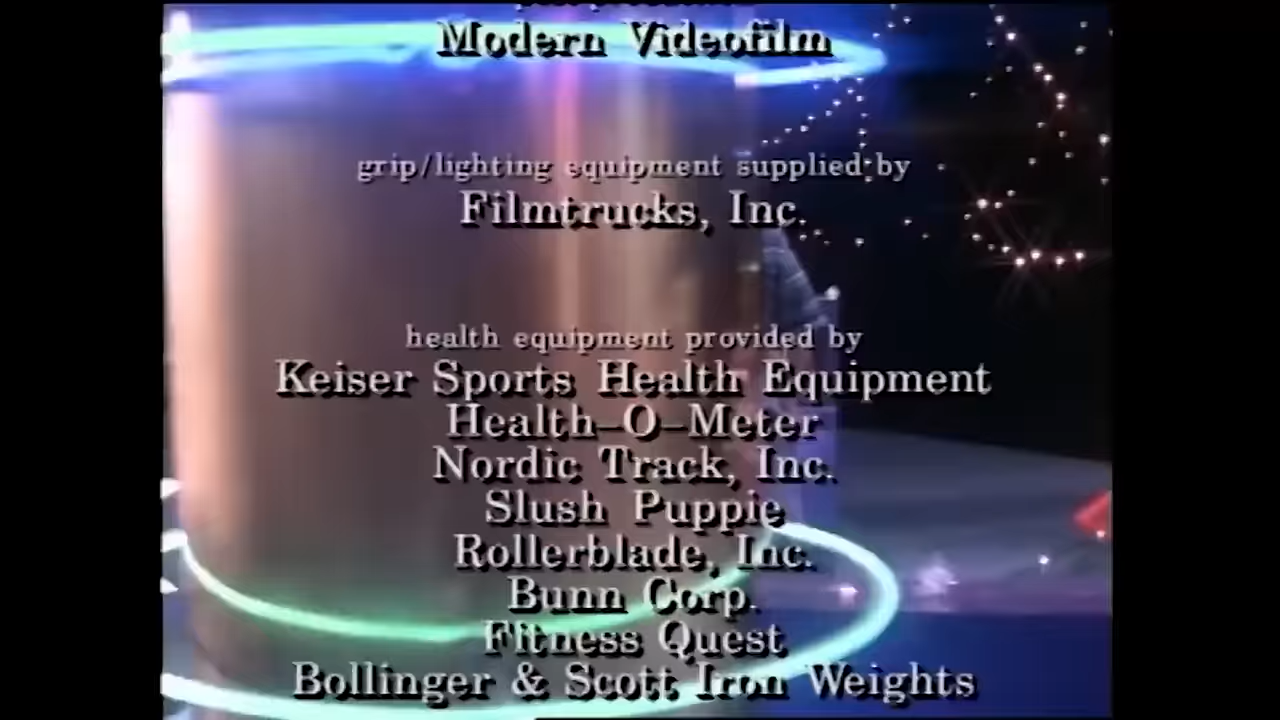 Modern Videofilm
grip/lighting equipment supplied by
Filmtrucks, Inc.
health equipment provided by
Keiser Sports Health Equipment
Health-O-Meter
Nordic Track, Inc.
Slush Puppie
Rollerblade, Inc.
Bunn Corp.
Fitness Quest
Bollinger & Scott Iron Weights